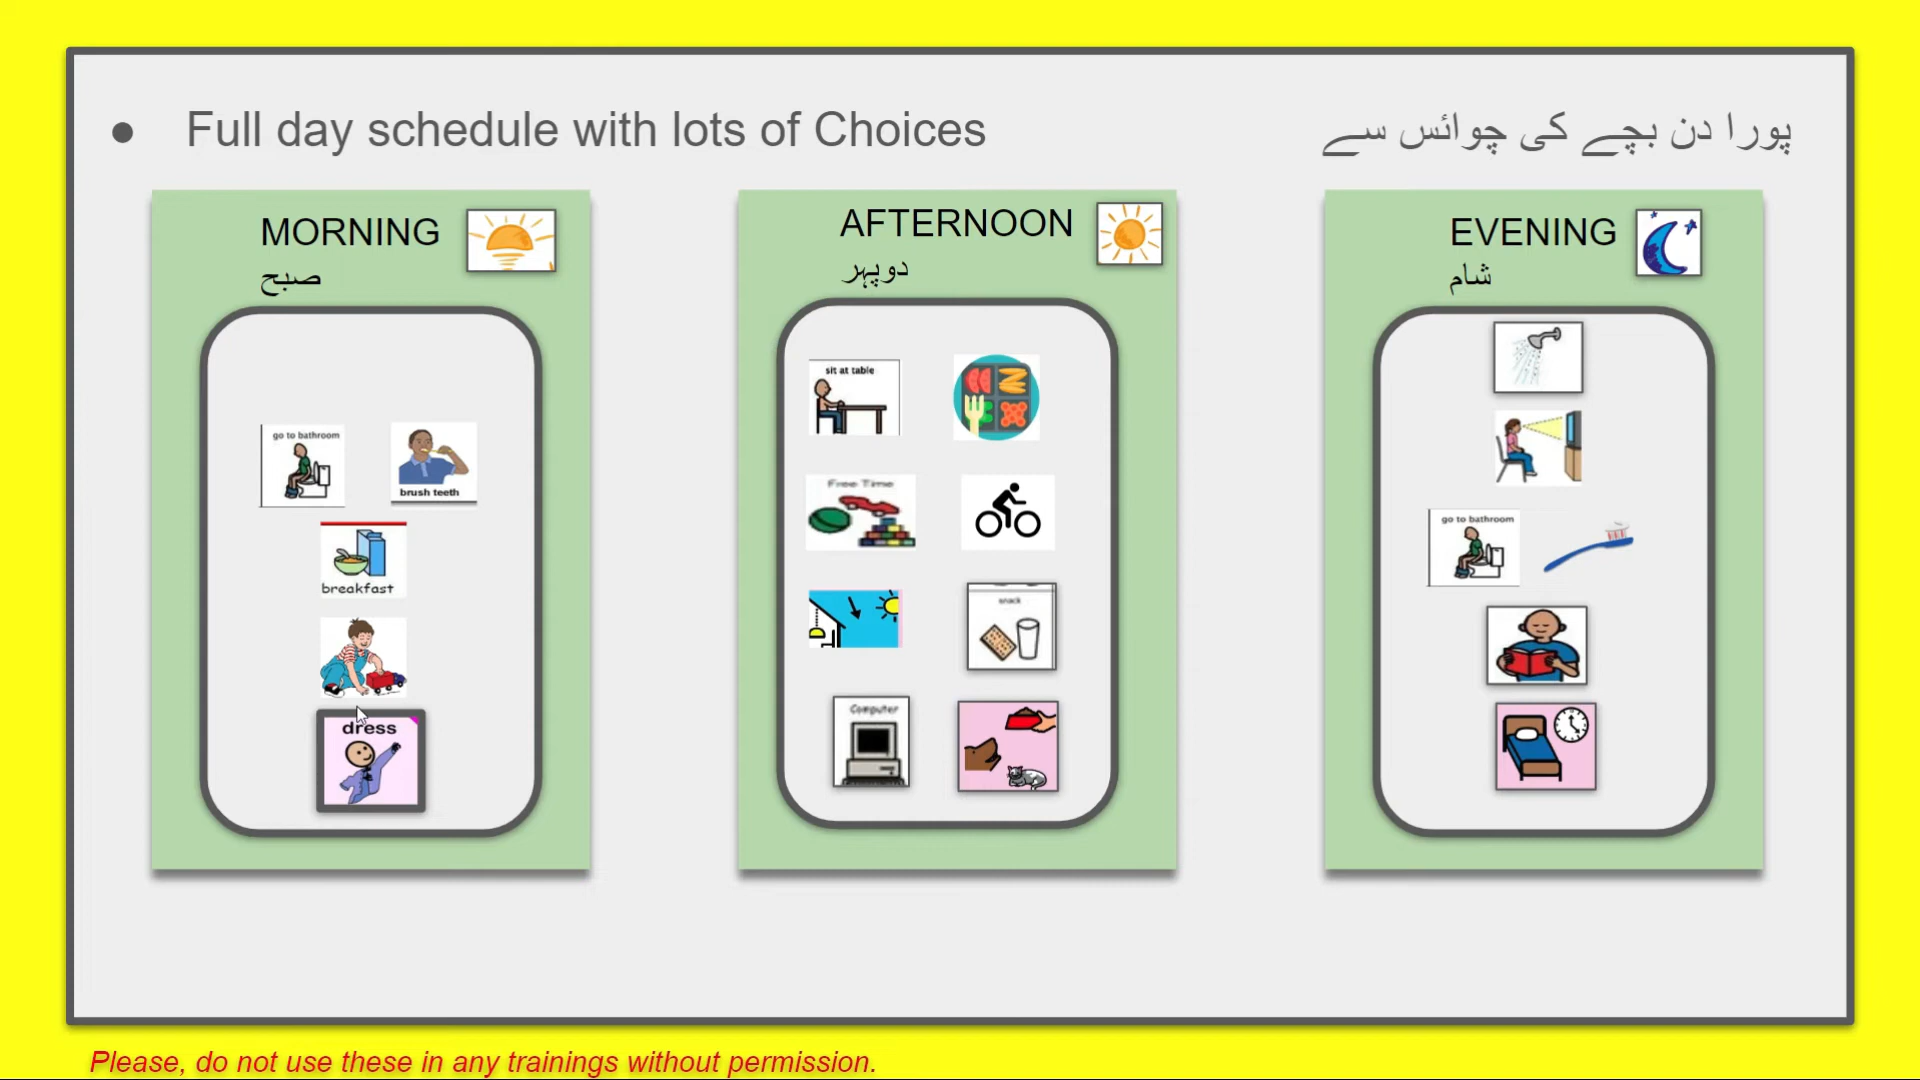 ● Full day schedule with lots of Choices
پورا دن بچے کی چوائس سے
MORNING
صبح
go to bathroom
brush teeth
breakfast
dress
AFTERNOON
دوپہر
sit at table
Free Time
snack
Computer
EVENING
شام
go to bathroom
Please, do not use these in any trainings without permission.